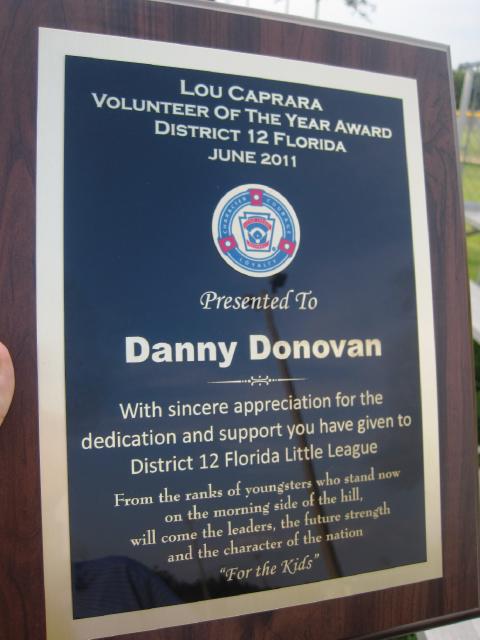 LOU CAPRARA
VOLUNTEER OF THE YEAR AWARD
DISTRICT 12 FLORIDA
JUNE 2011
CHARACTER COURAGE
LOYALTY
Presented To
Danny Donovan
With sincere appreciation for the
dedication and support you have given to
District 12 Florida Little League
From the ranks of youngsters who stand now
on the morning side of the hill,
will come the leaders, the future strength
and the character of the nation
"For the Kids"